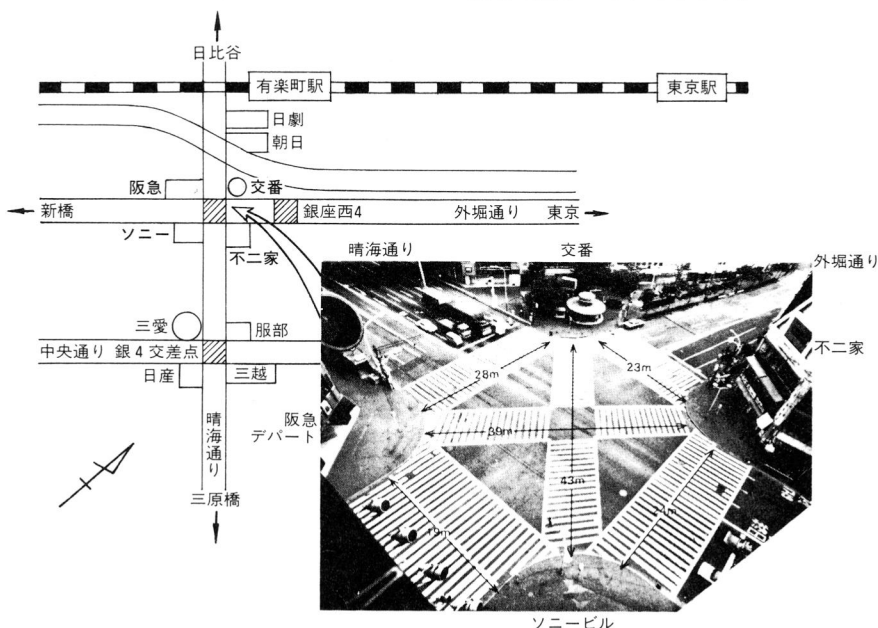 日比谷
有楽町駅
東京駅
日劇
朝日
阪急
交番
新橋
銀座西4
外堀通り
東京
ソニー
不二家
晴海通り
交番
外堀通り
三愛
服部
28m
23m
不二家
中央通り 銀4交差点
日産
三越
39m
阪急
デパート
晴海通り
43m
24m
19m
三原橋
ソニービル